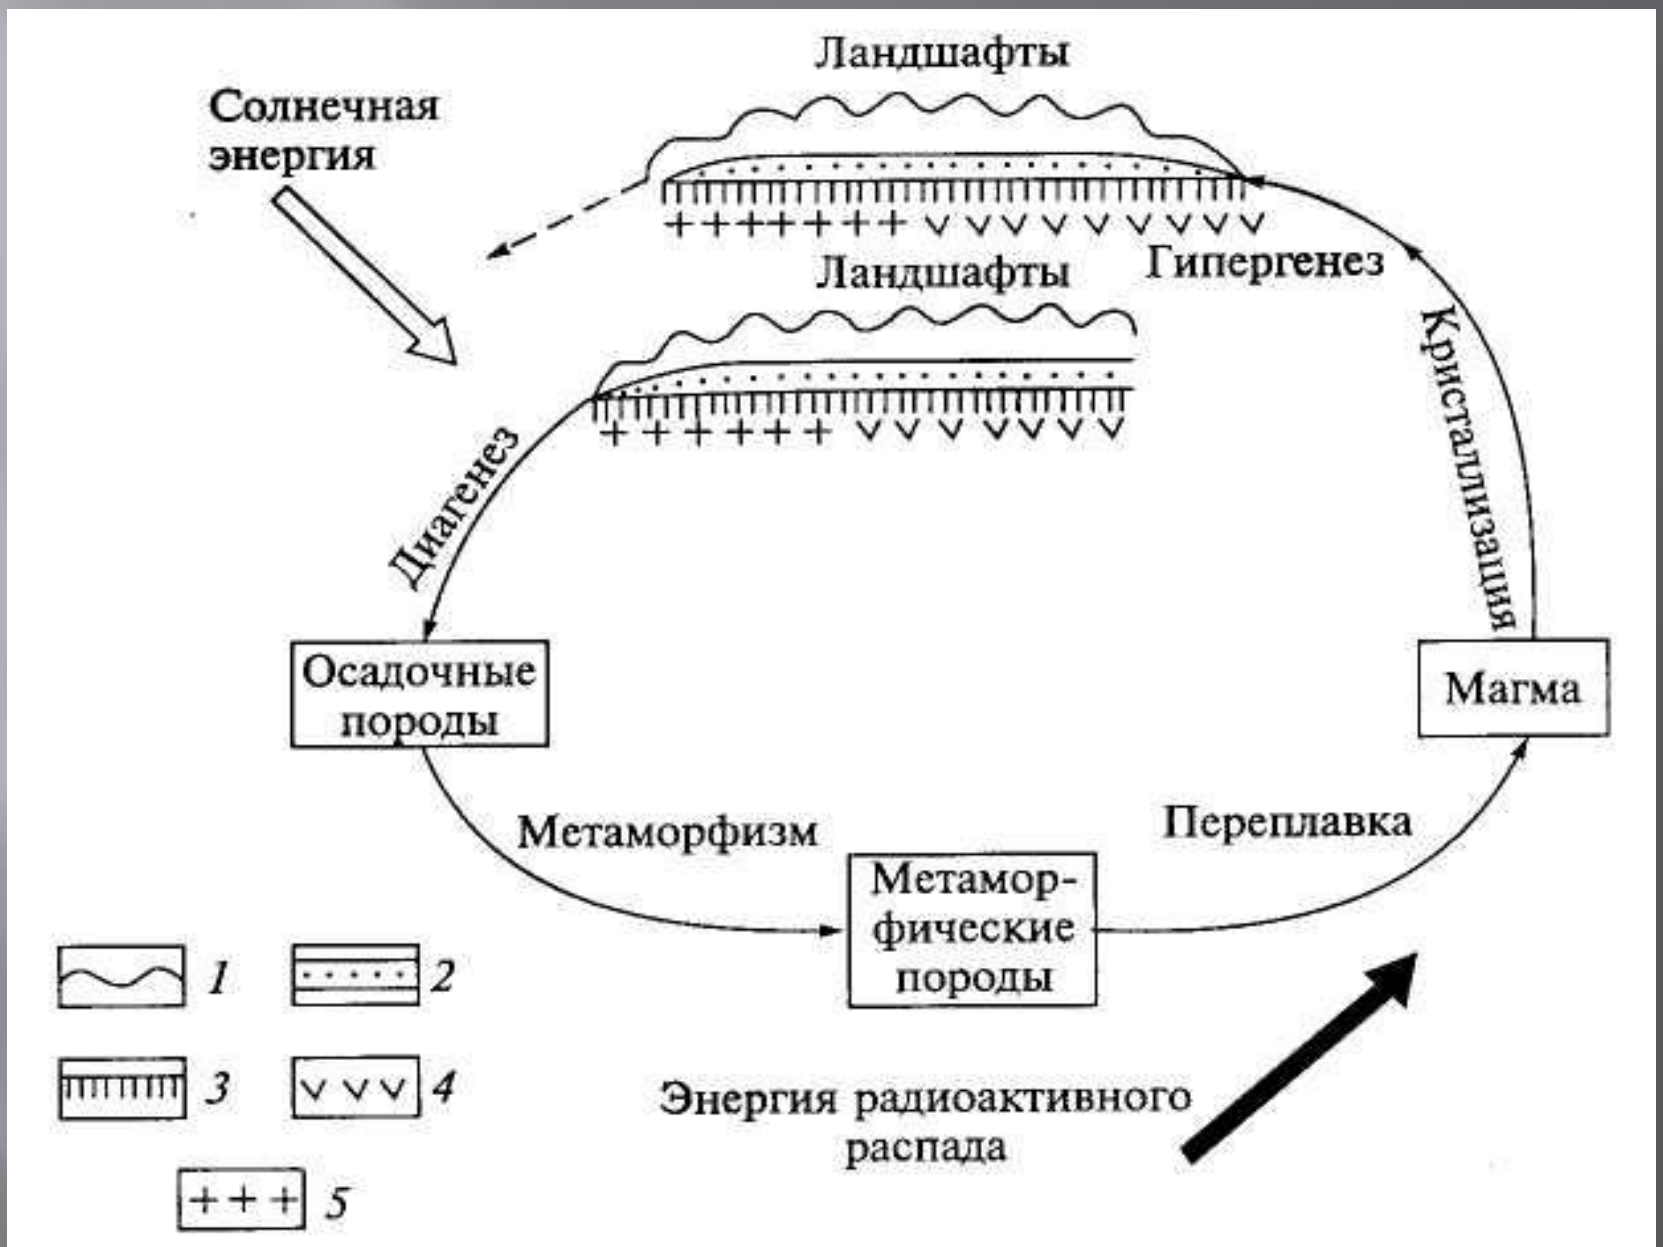 Ландшафты
Солнечная
энергия
Ландшафты
Гипергенез
Кристаллизация
Диагенез
Осадочные
породы
Магма
Метаморфизм
Переплавка
Метамор-
фические
породы
1
2
3
4
Энергия радиоактивного
распада
5